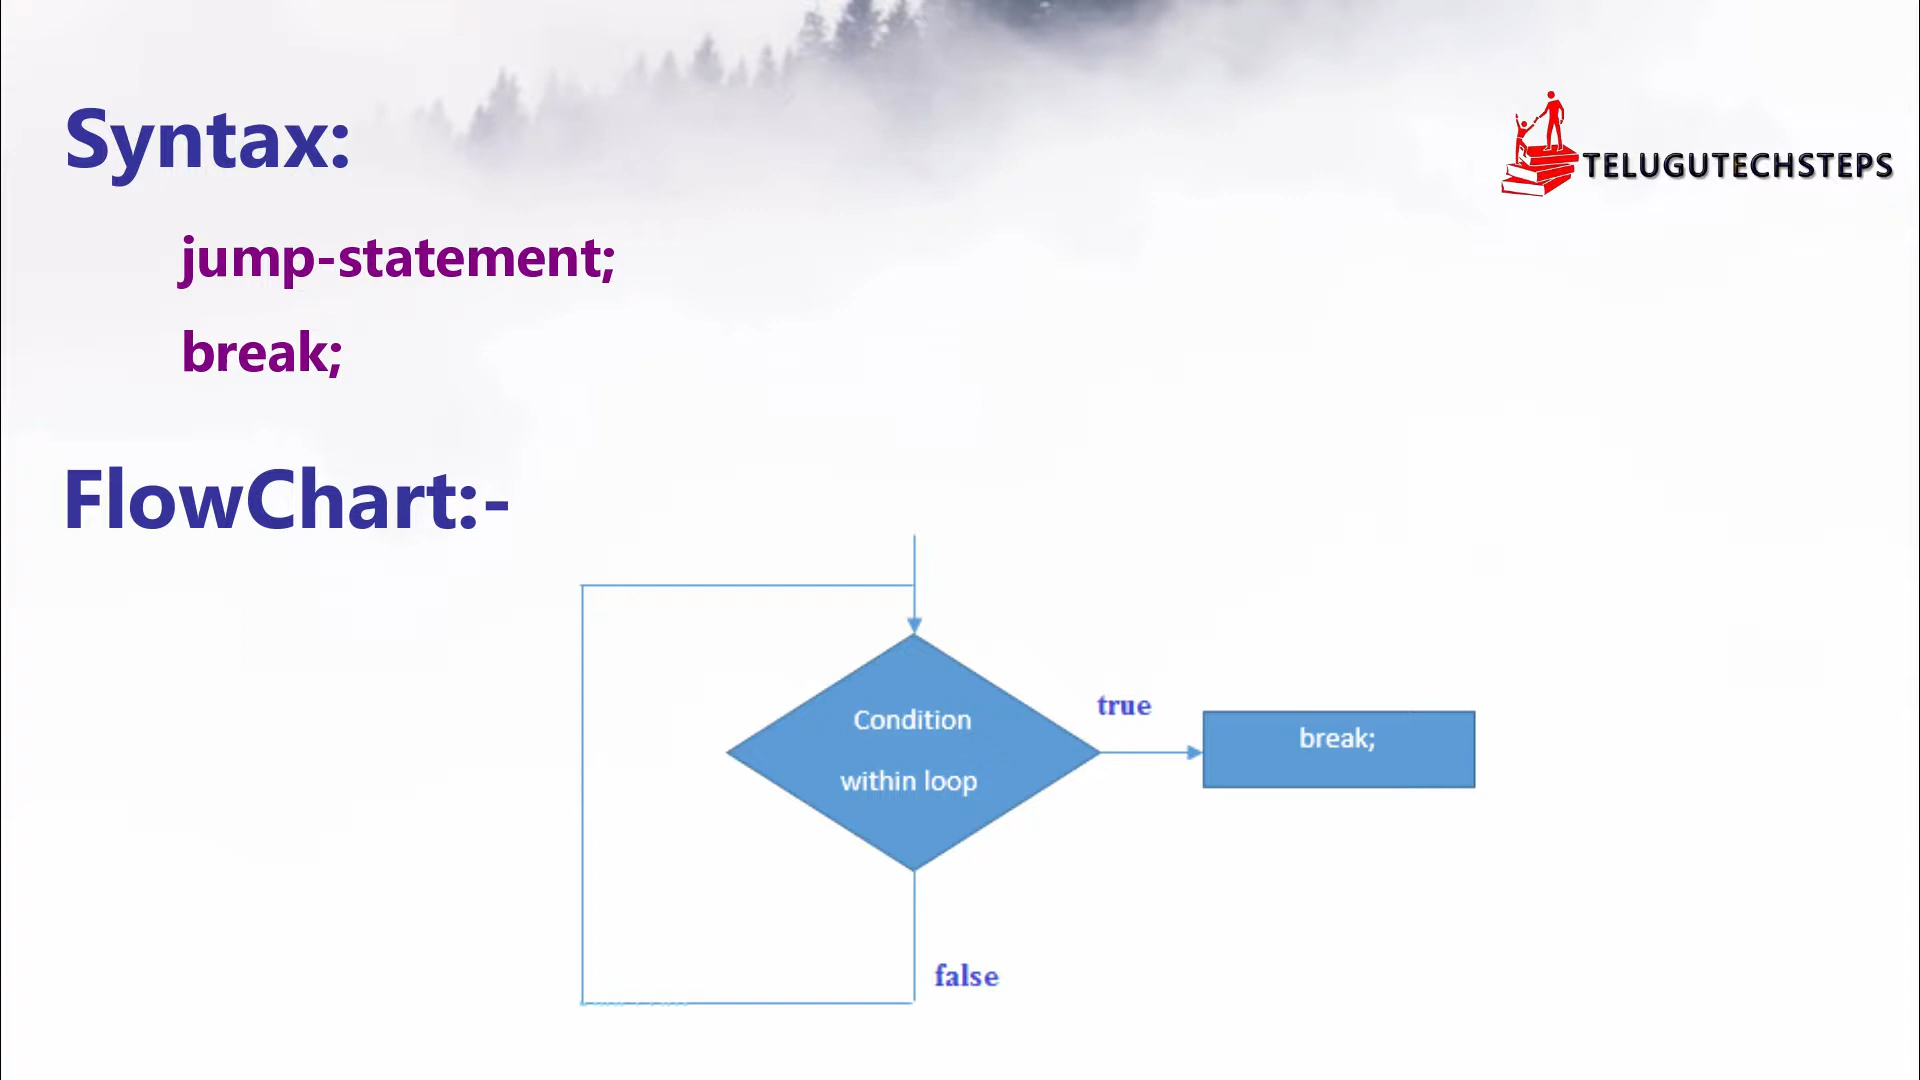 Syntax:
TELUGUTECHSTEPS
jump-statement;
break;
FlowChart:-
true
Condition
within loop
break;
false